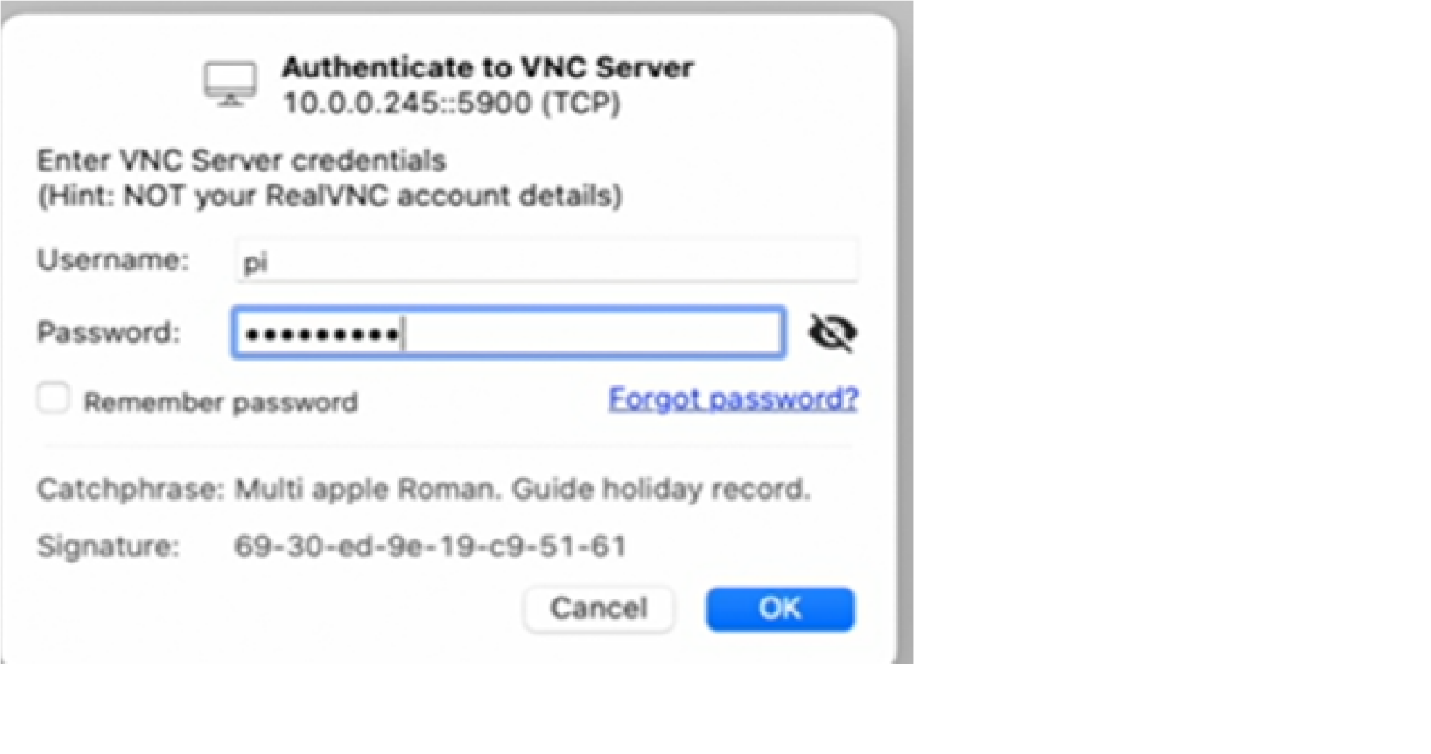 Authenticate to VNC Server
10.0.0.245::5900 (TCP)
Enter VNC Server credentials
(Hint: NOT your RealVNC account details)
Username: pi
Password: •••••••••
Remember password Forgot password?
Catchphrase: Multi apple Roman. Guide holiday record.
Signature: 69-30-ed-9e-19-c9-51-61
Cancel OK